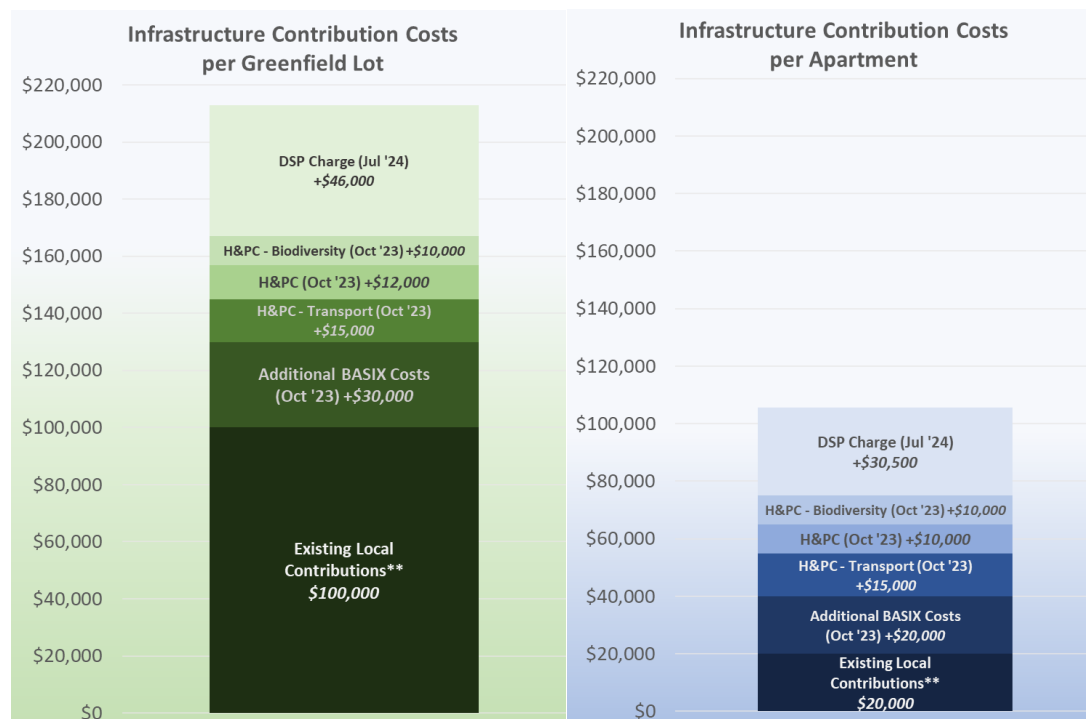 Infrastructure Contribution Costs
per Greenfield Lot
$220,000
$200,000
$180,000
$160,000
$140,000
$120,000
$100,000
$80,000
$60,000
$40,000
$20,000
$0
DSP Charge (Jul '24)
+$46,000
H&PC - Biodiversity (Oct '23) +$10,000
H&PC (Oct '23) +$12,000
H&PC - Transport (Oct '23)
+$15,000
Additional BASIX Costs
(Oct '23) +$30,000
Existing Local
Contributions**
$100,000
Infrastructure Contribution Costs
per Apartment
$220,000
$200,000
$180,000
$160,000
$140,000
$120,000
$100,000
$80,000
$60,000
$40,000
$20,000
$0
DSP Charge (Jul '24)
+$30,500
H&PC - Biodiversity (Oct '23) +$10,000
H&PC (Oct '23) +$10,000
H&PC - Transport (Oct '23)
+$15,000
Additional BASIX Costs
(Oct '23) +$20,000
Existing Local
Contributions**
$20,000